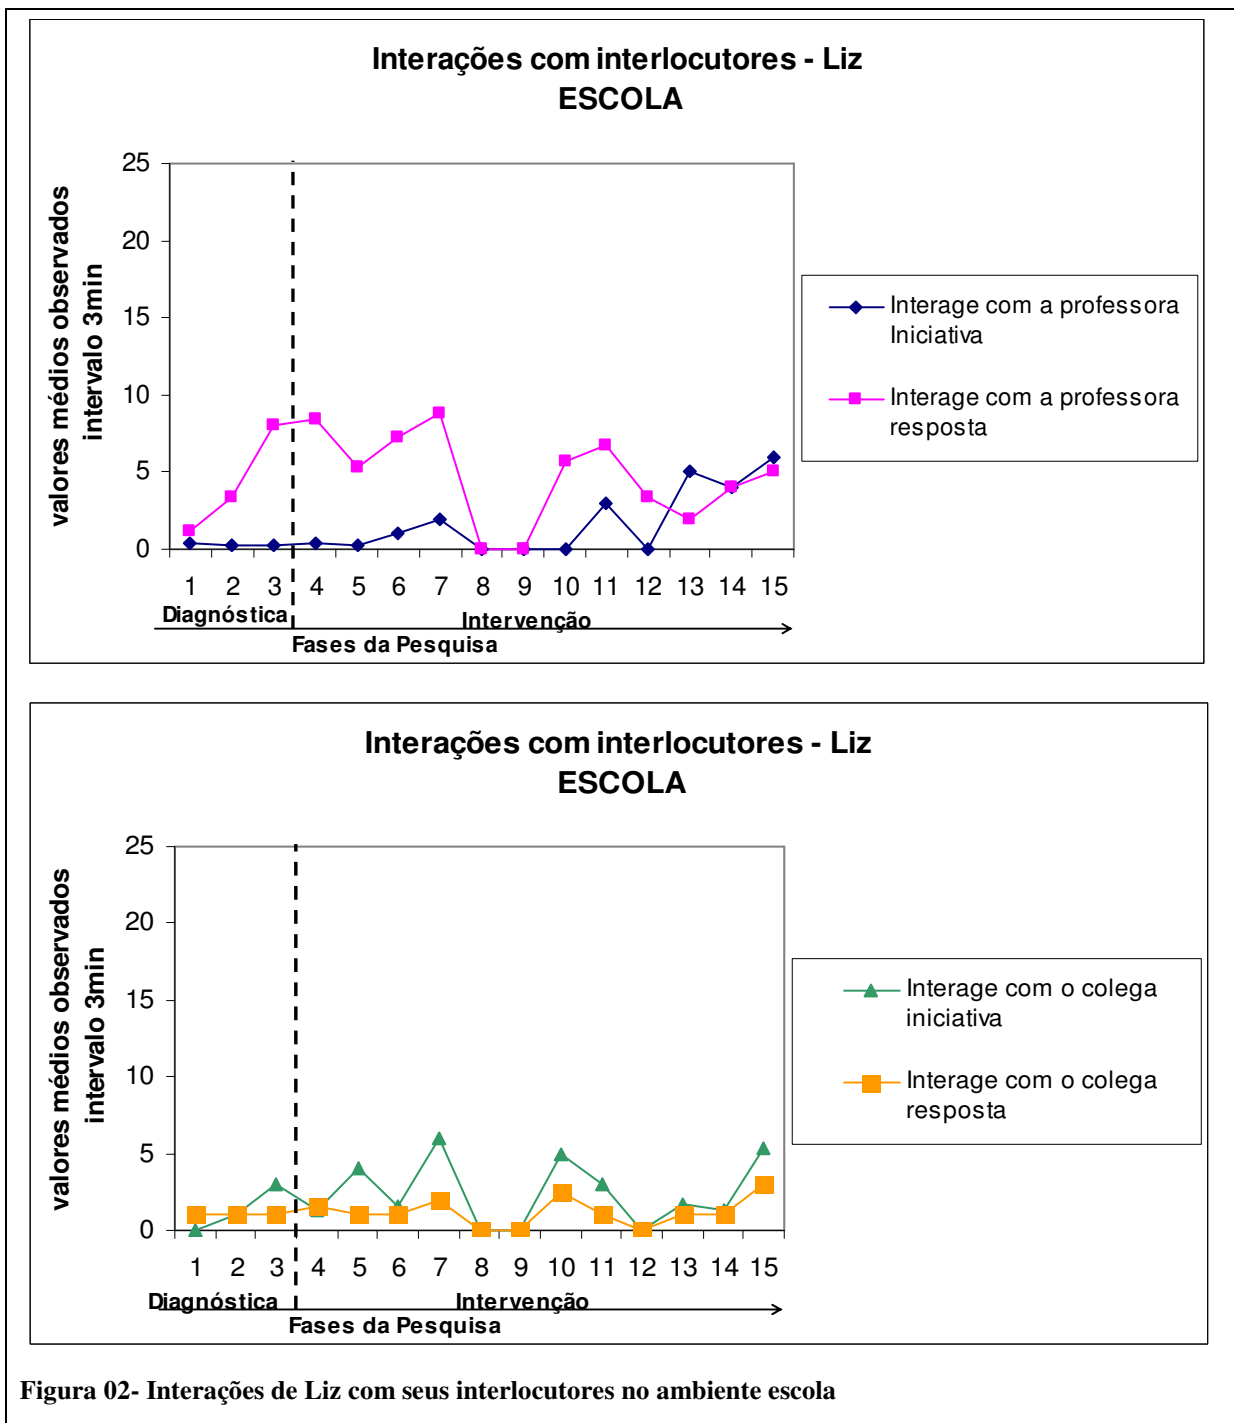 Interações com interlocutores - Liz
ESCOLA
valores médios observados
intervalo 3min
25
20
15
10
5
0
1 2 3 4 5 6 7 8 9 10 11 12 13 14 15
Diagnóstica Intervenção
Fases da Pesquisa
Interage com a professora
Iniciativa
Interage com a professora
resposta
Interações com interlocutores - Liz
ESCOLA
valores médios observados
intervalo 3min
25
20
15
10
5
0
1 2 3 4 5 6 7 8 9 10 11 12 13 14 15
Diagnóstica Intervenção
Fases da Pesquisa
Interage com o colega
iniciativa
Interage com o colega
resposta
Figura 02- Interações de Liz com seus interlocutores no ambiente escola